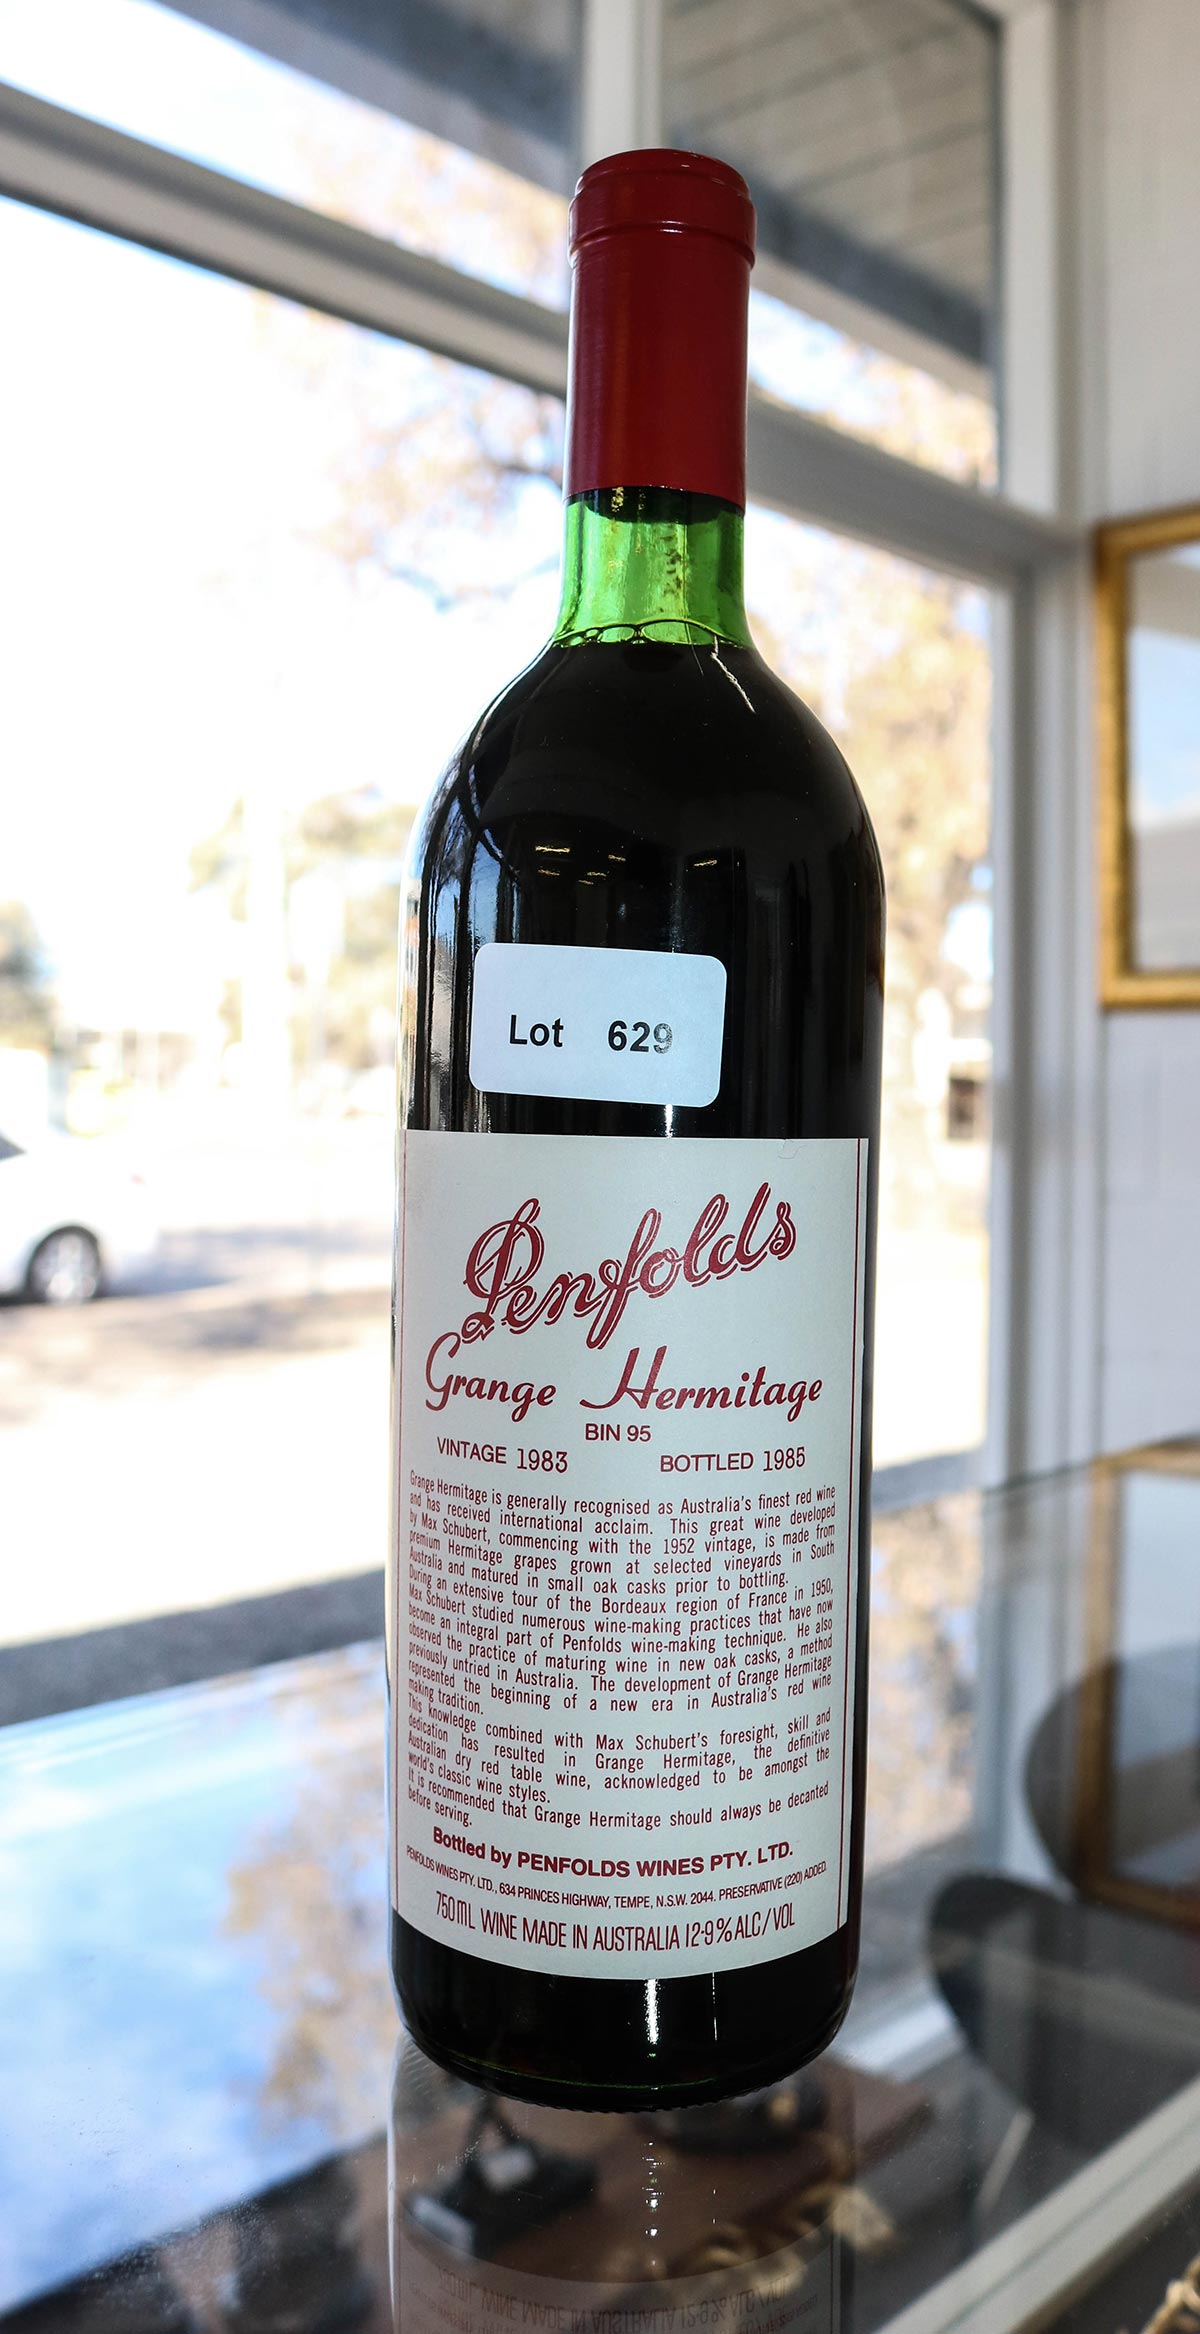 Lot 629
Penfolds
Grange Hermitage
BIN 95
VINTAGE 1983 BOTTLED 1985
Grange Hermitage is generally recognised as Australia's finest red wine
and has received international acclaim. This great wine developed
by Max Schubert, commencing with the 1952 vintage, is made from
premium Hermitage grapes grown at selected vineyards in South
Australia and matured in small oak casks prior to bottling.
During an extensive tour of the Bordeaux region of France in 1950,
Max Schubert studied numerous wine-making practices that have now
become an integral part of Penfolds wine-making technique. He also
observed the practice of maturing wine in new oak casks, a method
previously untried in Australia. The development of Grange Hermitage
represented the beginning of a new era in Australia's red wine
making tradition.
This knowledge combined with Max Schubert's foresight, skill and
dedication has resulted in Grange Hermitage, the definitive
Australian dry red table wine, acknowledged to be amongst the
world's classic wine styles.
It is recommended that Grange Hermitage should always be decanted
before serving.
Bottled by PENFOLDS WINES PTY. LTD.
PENFOLDS WINES PTY. LTD., 634 PRINCES HIGHWAY, TEMPE, N.S.W. 2044. PRESERVATIVE (220) ADDED.
750ML WINE MADE IN AUSTRALIA 12·9% ALC/VOL